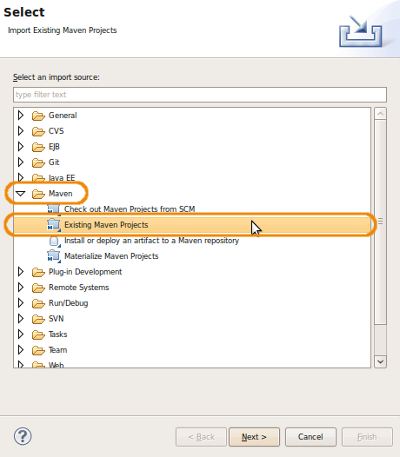 Select
Import Existing Maven Projects
Select an import source:
type filter text
General
CVS
EJB
Git
Java EE
Maven
Check out Maven Projects from SCM
Existing Maven Projects
Install or deploy an artifact to a Maven repository
Materialize Maven Projects
Plug-in Development
Remote Systems
Run/Debug
SVN
Tasks
Team
Web
?
< Back
Next >
Cancel
Finish